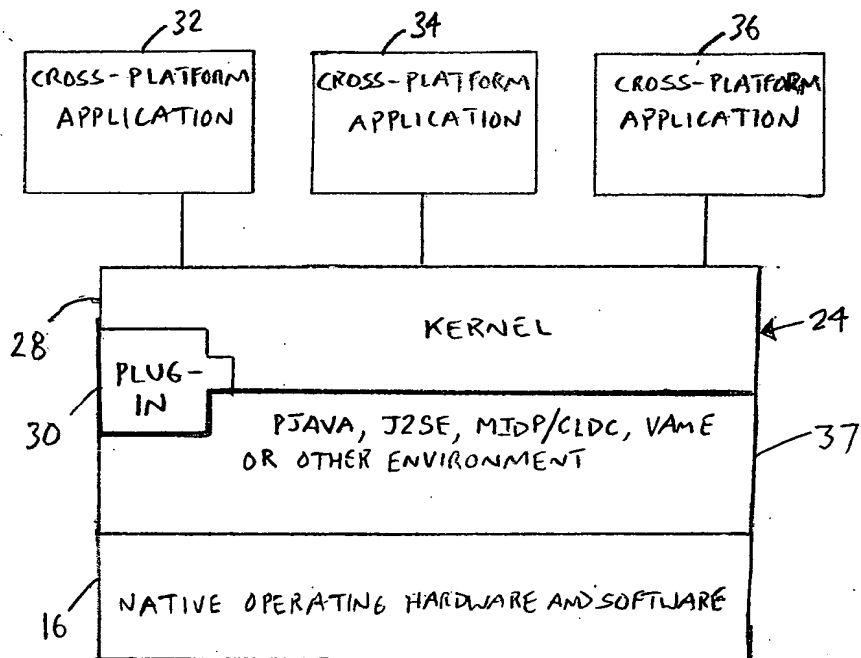 32
34
36
CROSS-PLATFORM
APPLICATION
CROSS-PLATFORM
APPLICATION
CROSS-PLATFORM
APPLICATION
28
KERNEL
24
PLUG-
IN
30
PJAVA, J2SE, MIDP/CLDC, VAME
OR OTHER ENVIRONMENT
37
NATIVE OPERATING HARDWARE AND SOFTWARE
16